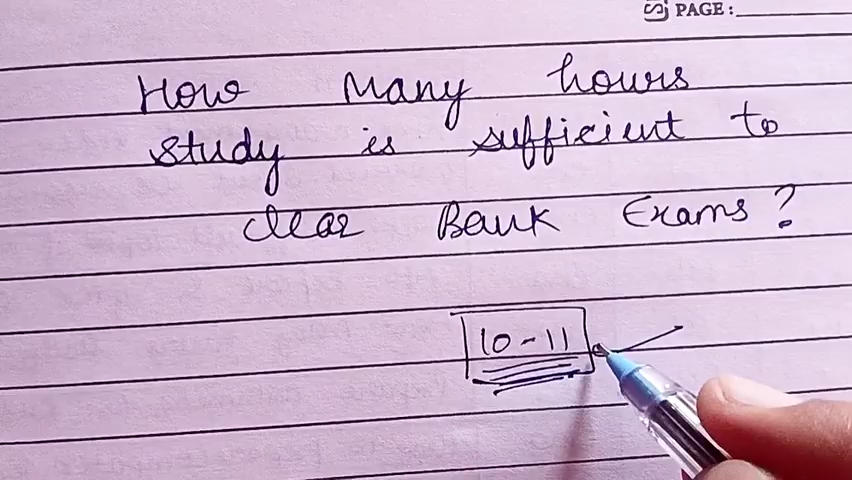 PAGE:
How Many hours
study is sufficient to
clear Bank Exams?
10-11